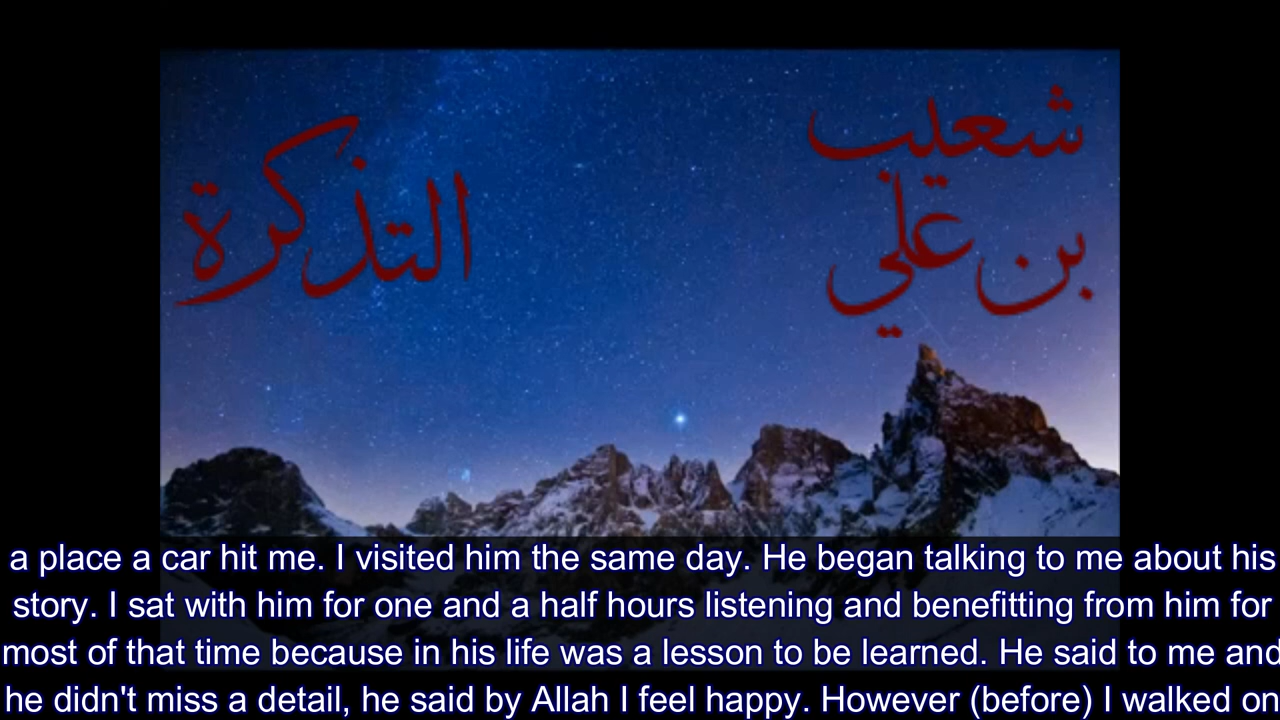 شعيب
بن علي
التذكرة
a place a car hit me. I visited him the same day. He began talking to me about his
story. I sat with him for one and a half hours listening and benefitting from him for
most of that time because in his life was a lesson to be learned. He said to me and
he didn't miss a detail, he said by Allah I feel happy. However (before) I walked on